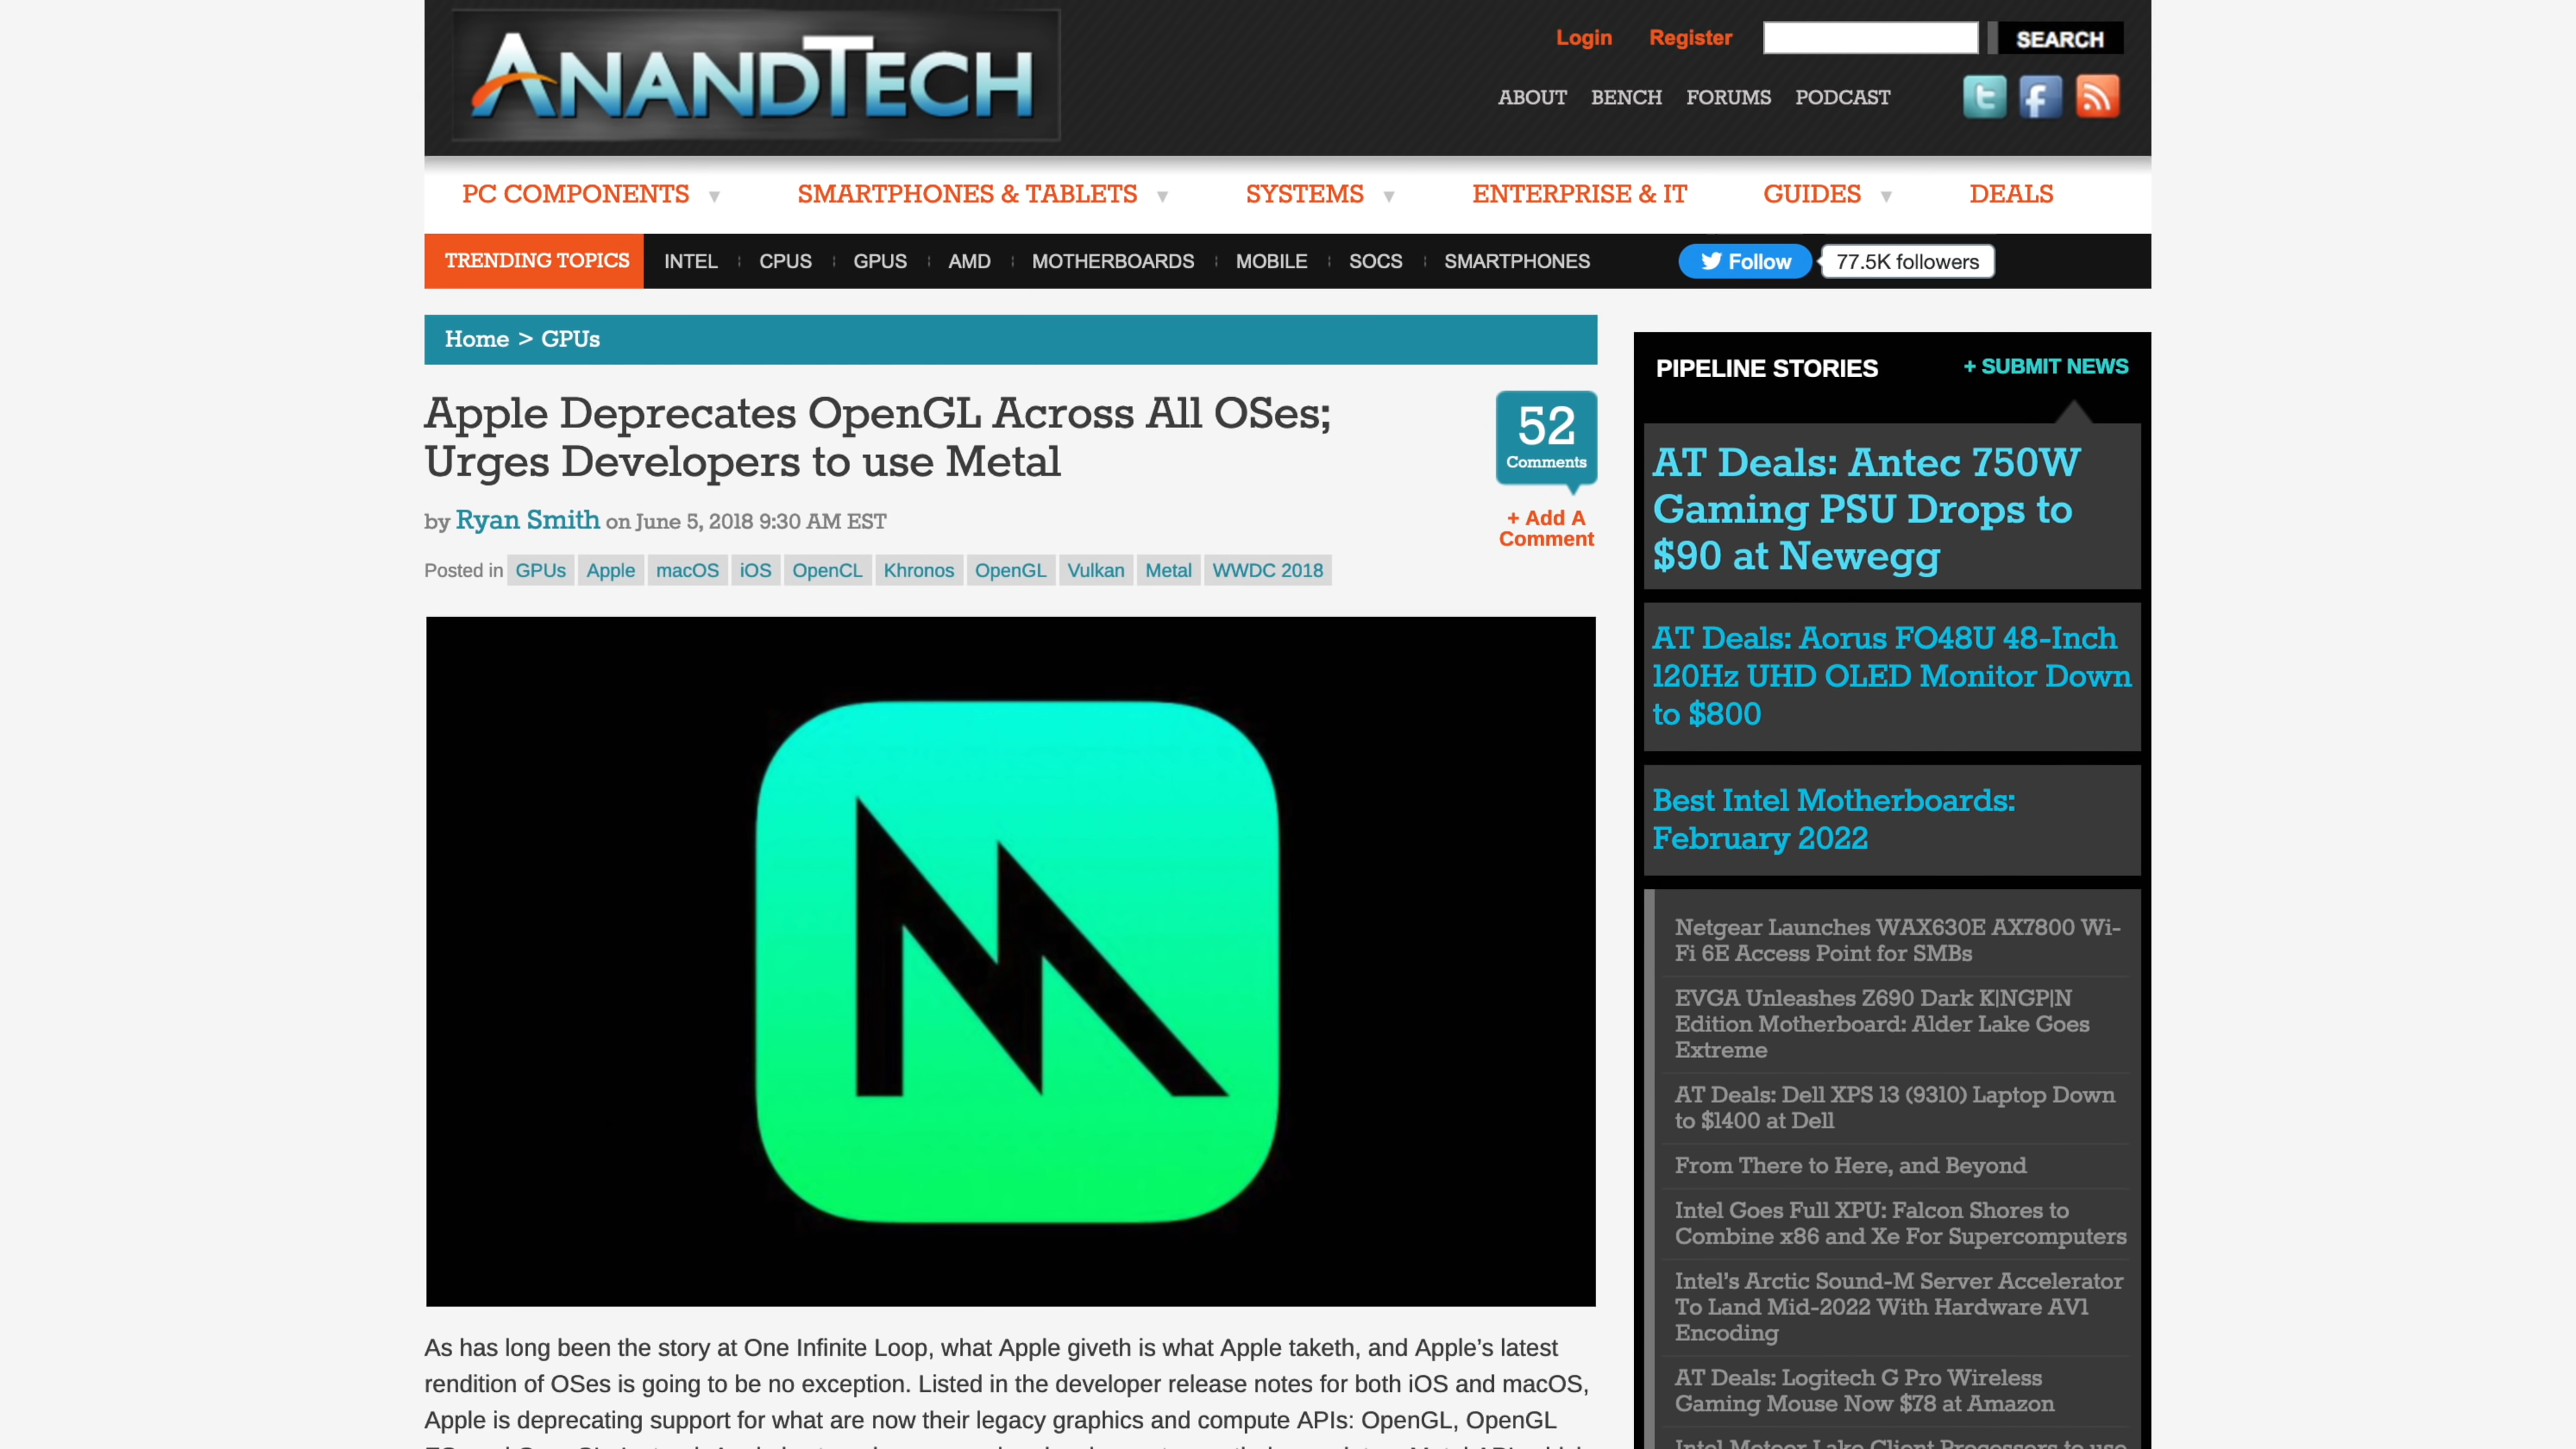 ANANDTECH
Login Register SEARCH
ABOUT BENCH FORUMS PODCAST
PC COMPONENTS SMARTPHONES & TABLETS SYSTEMS ENTERPRISE & IT GUIDES DEALS
TRENDING TOPICS INTEL CPUS GPUS AMD MOTHERBOARDS MOBILE SOCS SMARTPHONES Follow 77.5K followers
Home > GPUs
Apple Deprecates OpenGL Across All OSes;
Urges Developers to use Metal
by Ryan Smith on June 5, 2018 9:30 AM EST
Posted in GPUs Apple macOS iOS OpenCL Khronos OpenGL Vulkan Metal WWDC 2018
52
Comments
+ Add A
Comment
As has long been the story at One Infinite Loop, what Apple giveth is what Apple taketh, and Apple's latest
rendition of OSes is going to be no exception. Listed in the developer release notes for both iOS and macOS,
Apple is deprecating support for what are now their legacy graphics and compute APIs: OpenGL, OpenGL
PIPELINE STORIES + SUBMIT NEWS
AT Deals: Antec 750W
Gaming PSU Drops to
$90 at Newegg
AT Deals: Aorus FO48U 48-Inch
120Hz UHD OLED Monitor Down
to $800
Best Intel Motherboards:
February 2022
Netgear Launches WAX630E AX7800 Wi-
Fi 6E Access Point for SMBs
EVGA Unleashes Z690 Dark K|NGP|N
Edition Motherboard: Alder Lake Goes
Extreme
AT Deals: Dell XPS 13 (9310) Laptop Down
to $1400 at Dell
From There to Here, and Beyond
Intel Goes Full XPU: Falcon Shores to
Combine x86 and Xe For Supercomputers
Intel's Arctic Sound-M Server Accelerator
To Land Mid-2022 With Hardware AV1
Encoding
AT Deals: Logitech G Pro Wireless
Gaming Mouse Now $78 at Amazon
Intel Meteor Lake Client Processors to use